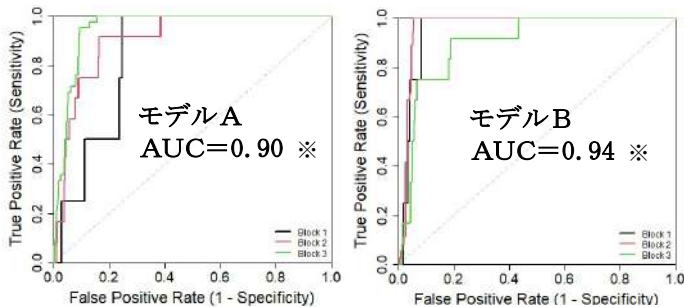 True Positive Rate (Sensitivity)
0.0 0.2 0.4 0.6 0.8 1.0
モデルA
AUC=0.90 ※
Block 1
Block 2
Block 3
0.0 0.2 0.4 0.6 0.8 1.0
False Positive Rate (1 - Specificity)
True Positive Rate (Sensitivity)
0.0 0.2 0.4 0.6 0.8 1.0
モデルB
AUC=0.94 ※
Block 1
Block 2
Block 3
0.0 0.2 0.4 0.6 0.8 1.0
False Positive Rate (1 - Specificity)